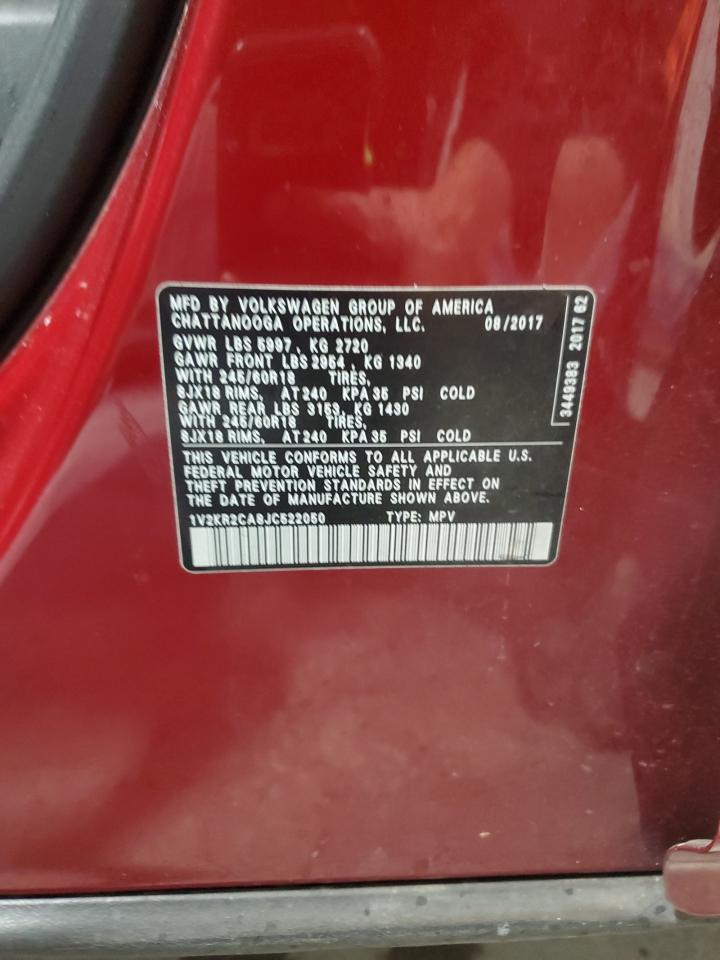 MFD BY VOLKSWAGEN GROUP OF AMERICA
CHATTANOOGA OPERATIONS, LLC. 08/2017
GVWR LBS 5997, KG 2720
GAWR FRONT LBS 2954, KG 1340
WITH 245/60R18 TIRES,
8JX18 RIMS, AT 240 KPA 35 PSI COLD
GAWR REAR LBS 3153, KG 1430
WITH 245/60R18 TIRES,
8JX18 RIMS, AT 240 KPA 35 PSI COLD
THIS VEHICLE CONFORMS TO ALL APPLICABLE U.S.
FEDERAL MOTOR VEHICLE SAFETY AND
THEFT PREVENTION STANDARDS IN EFFECT ON
THE DATE OF MANUFACTURE SHOWN ABOVE.
1V2KR2CA8JC522050 TYPE: MPV
3449383 2017 62